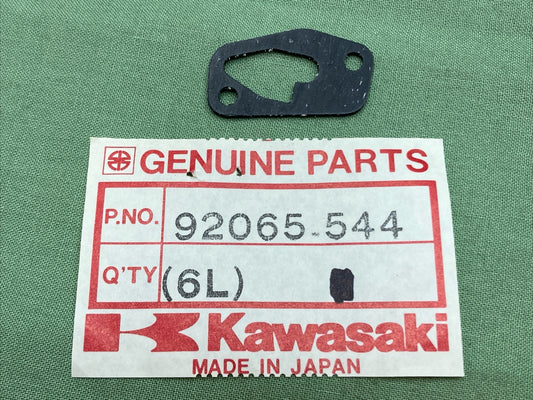 GENUINE PARTS
P.NO. 92065-544
Q'TY (6L)
Kawasaki
MADE IN JAPAN